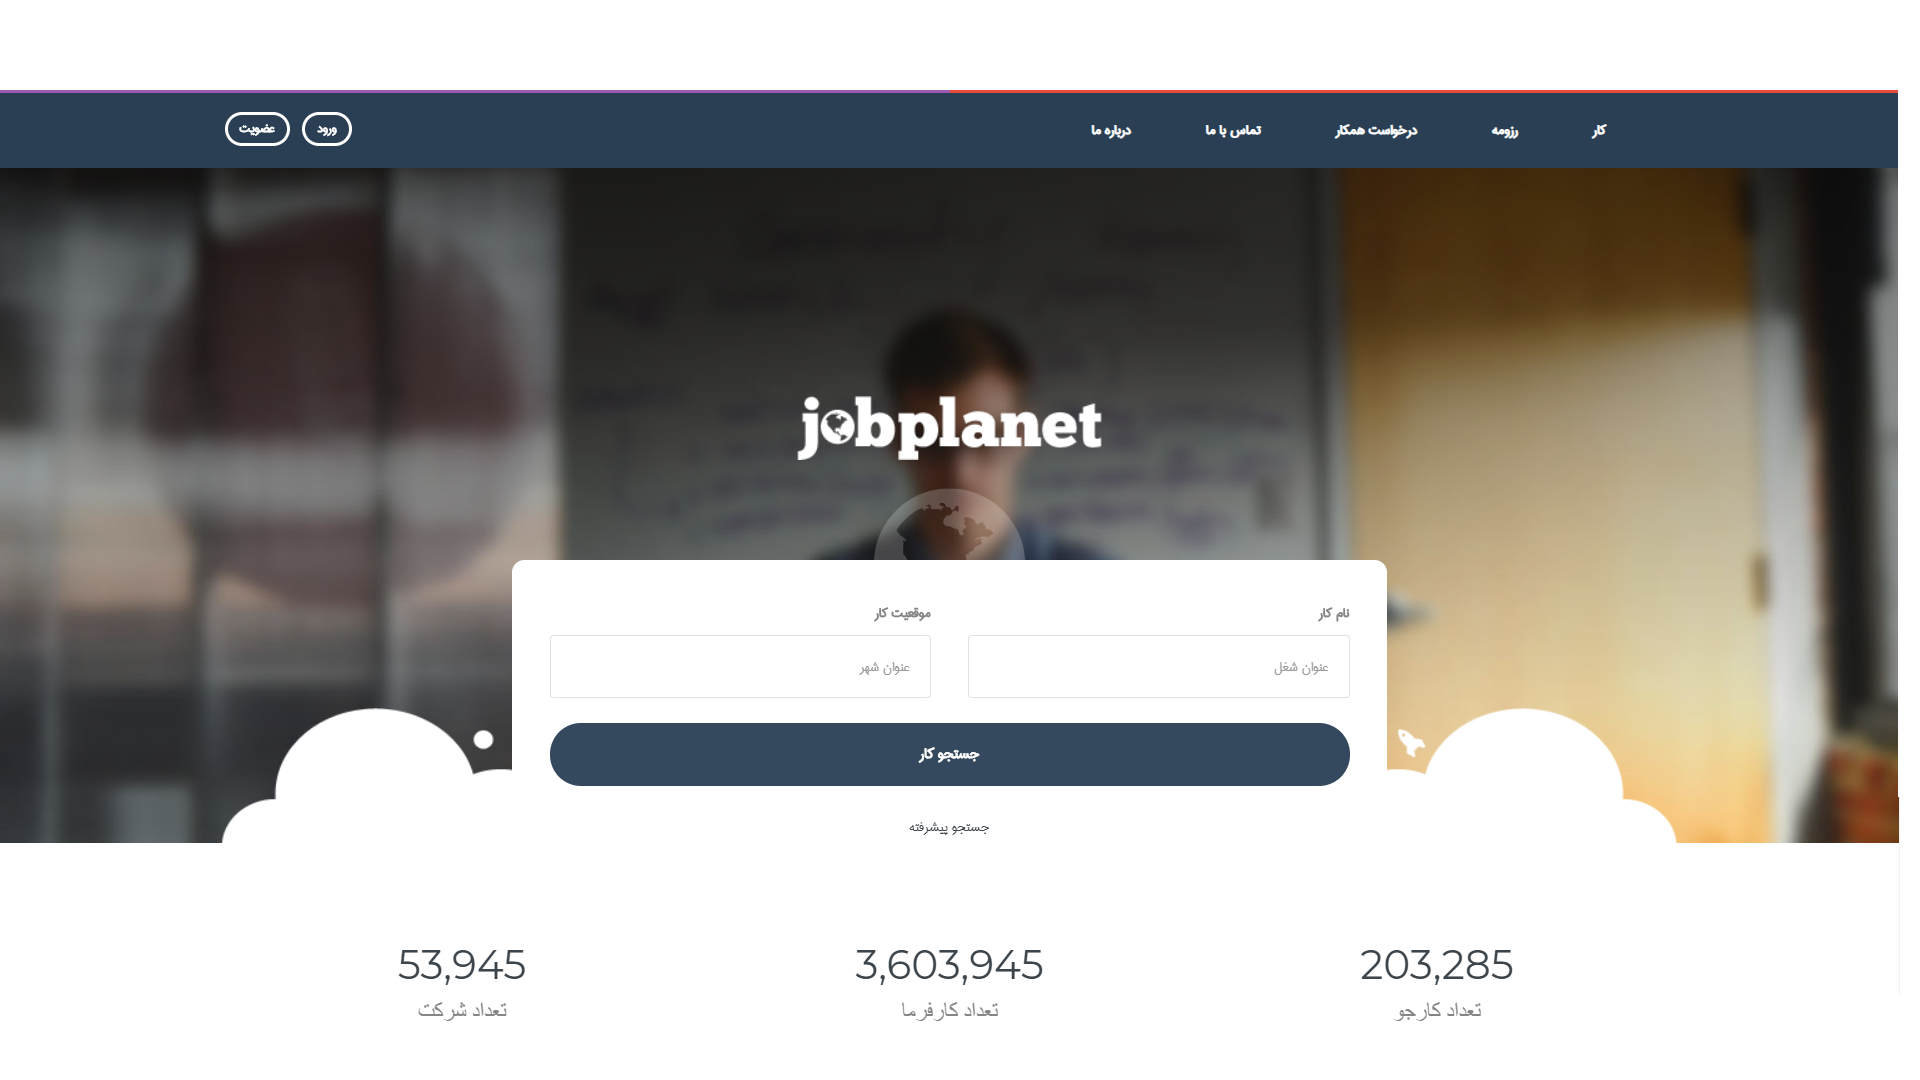 کار
رزومه
درخواست همکار
تماس با ما
درباره ما
ورود
عضویت
jobplanet
نام کار
موقعیت کار
عنوان شغل
عنوان شهر
جستجو کار
جستجو پیشرفته
203,285
3,603,945
53,945
تعداد کارجو
تعداد کارفرما
تعداد شرکت